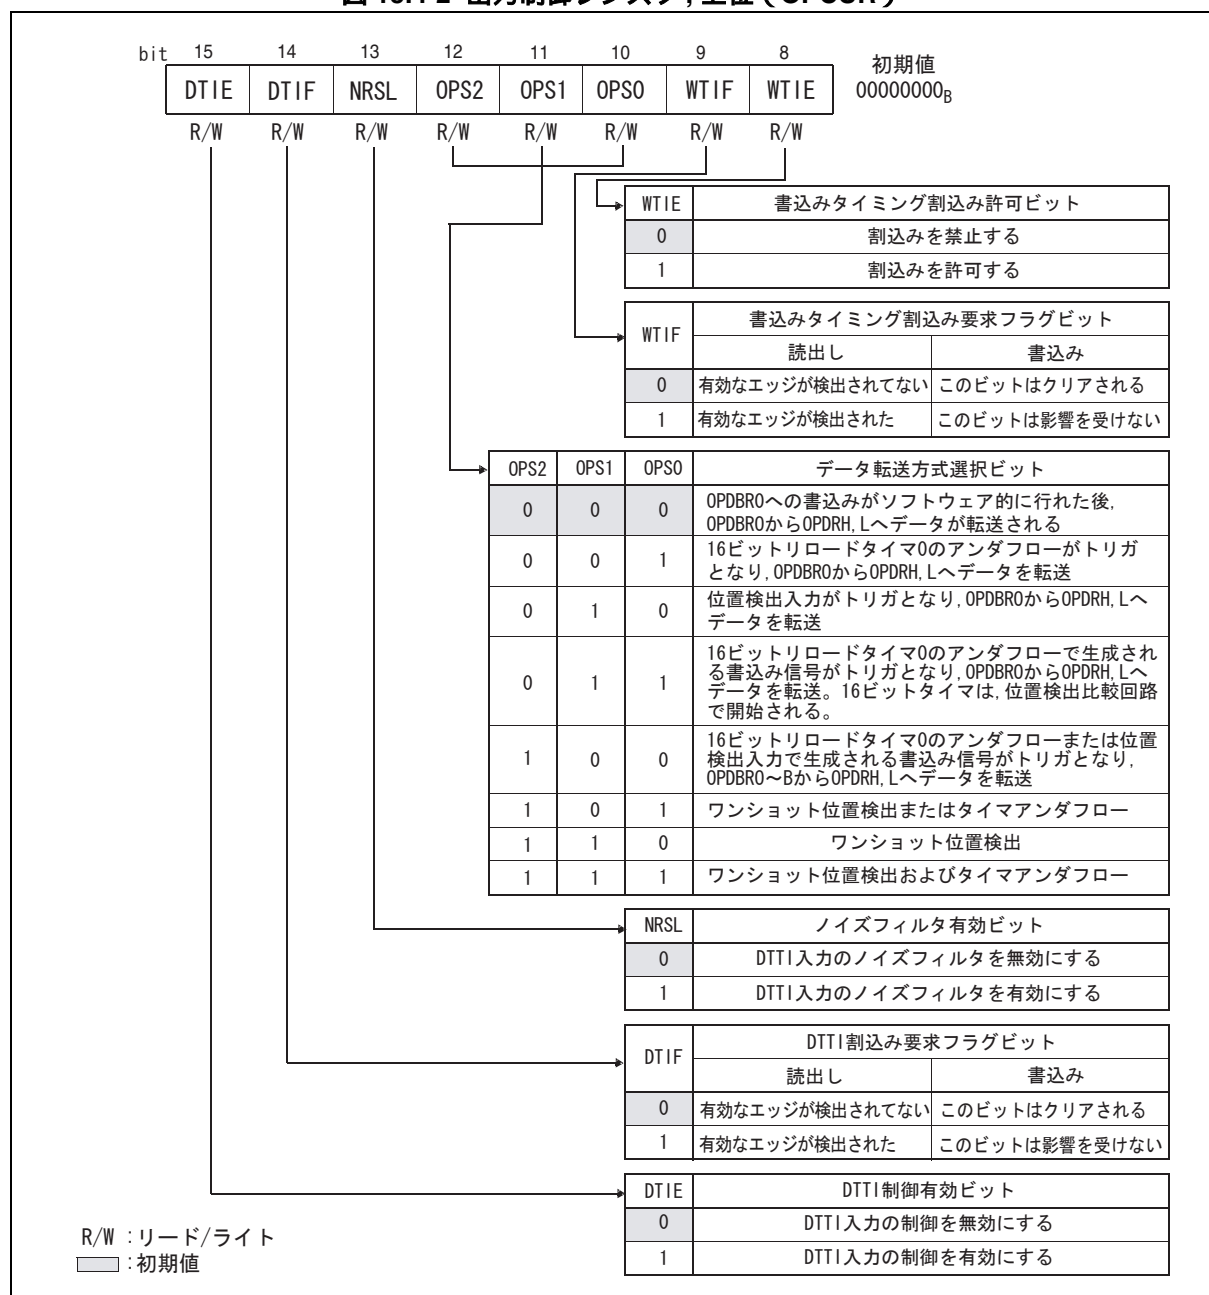 bit 15 14 13 12 11 10 9 8
DTIE DTIF NRSL OPS2 OPS1 OPS0 WTIF WTIE
初期値
00000000B
R/W R/W R/W R/W R/W R/W R/W R/W
WTIE 書込みタイミング割込み許可ビット
0 割込みを禁止する
1 割込みを許可する
WTIF 書込みタイミング割込み要求フラグビット
読出し 書込み
0 有効なエッジが検出されてない このビットはクリアされる
1 有効なエッジが検出された このビットは影響を受けない
OPS2 OPS1 OPS0 データ転送方式選択ビット
0 0 0 OPDBR0への書込みがソフトウェア的に行れた後,
OPDBR0からOPDRH,Lへデータが転送される
0 0 1 16ビットリロードタイマ0のアンダフローがトリガ
となり,OPDBR0からOPDRH,Lへデータを転送
0 1 0 位置検出入力がトリガとなり,OPDBR0からOPDRH,Lへ
データを転送
0 1 1 16ビットリロードタイマ0のアンダフローで生成され
る書込み信号がトリガとなり,OPDBR0からOPDRH,Lへ
データを転送。16ビットタイマは,位置検出比較回路
で開始される。
1 0 0 16ビットリロードタイマ0のアンダフローまたは位置
検出入力で生成される書込み信号がトリガとなり,
OPDBR0～BからOPDRH,Lへデータを転送
1 0 1 ワンショット位置検出またはタイマアンダフロー
1 1 0 ワンショット位置検出
1 1 1 ワンショット位置検出およびタイマアンダフロー
NRSL ノイズフィルタ有効ビット
0 DTTI入力のノイズフィルタを無効にする
1 DTTI入力のノイズフィルタを有効にする
DTIF DTTI割込み要求フラグビット
読出し 書込み
0 有効なエッジが検出されてない このビットはクリアされる
1 有効なエッジが検出された このビットは影響を受けない
DTIE DTTI制御有効ビット
0 DTTI入力の制御を無効にする
1 DTTI入力の制御を有効にする
R/W :リード/ライト
:初期値